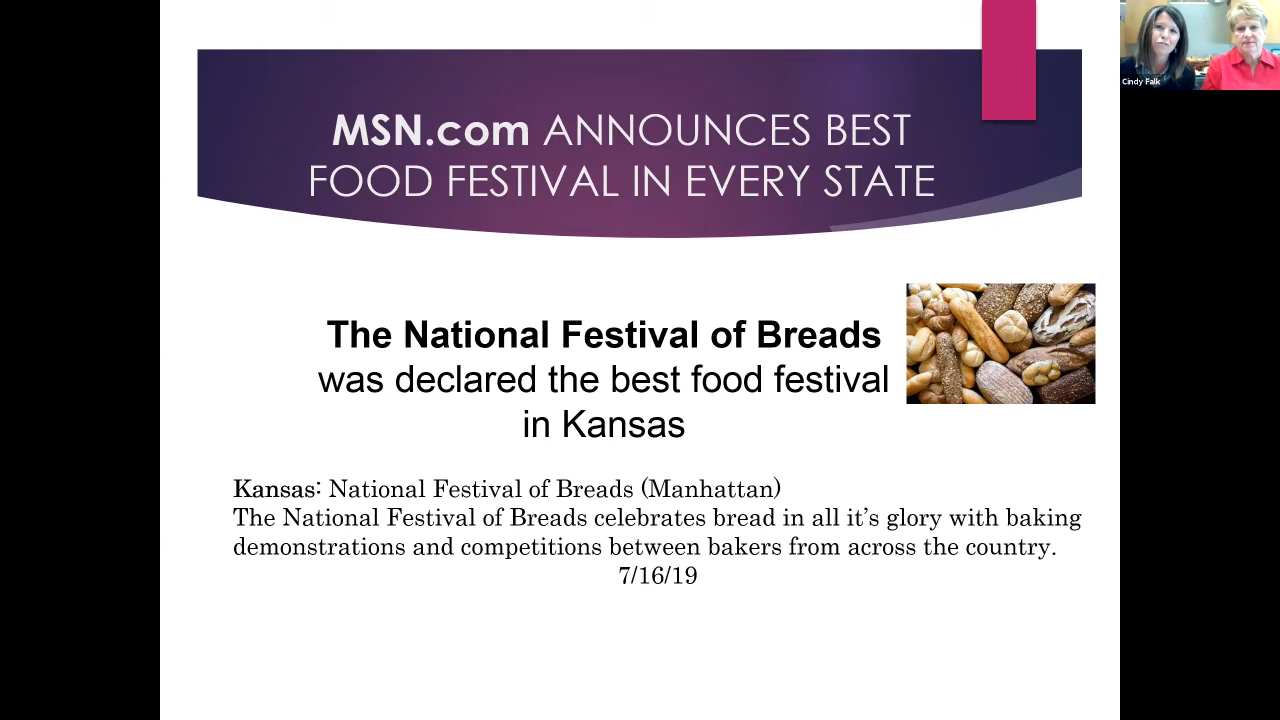 MSN.com ANNOUNCES BEST
FOOD FESTIVAL IN EVERY STATE
Cindy Falk
The National Festival of Breads
was declared the best food festival
in Kansas
Kansas: National Festival of Breads (Manhattan)
The National Festival of Breads celebrates bread in all it’s glory with baking
demonstrations and competitions between bakers from across the country.
7/16/19